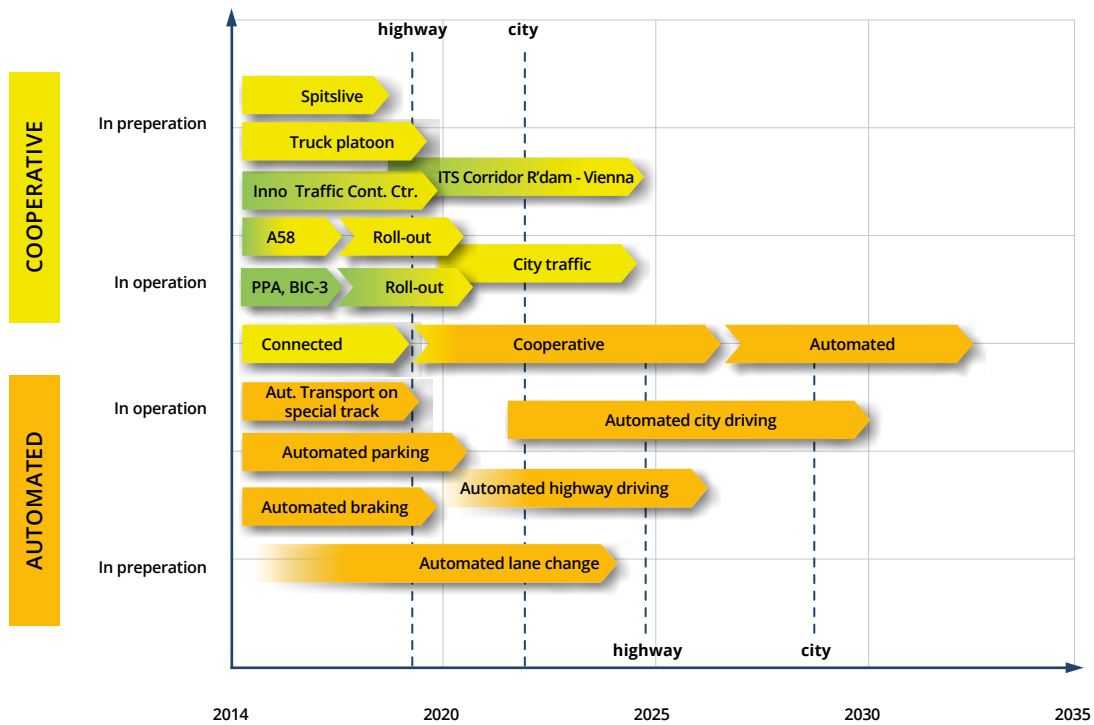 highway
city
COOPERATIVE
In preperation
Spitslive
Truck platoon
ITS Corridor R'dam - Vienna
Inno Traffic Cont. Ctr.
A58
Roll-out
City traffic
In operation
PPA, BIC-3
Roll-out
Connected
Cooperative
Automated
AUTOMATED
In operation
Aut. Transport on
special track
Automated city driving
Automated parking
Automated highway driving
Automated braking
In preperation
Automated lane change
highway
city
2014
2020
2025
2030
2035